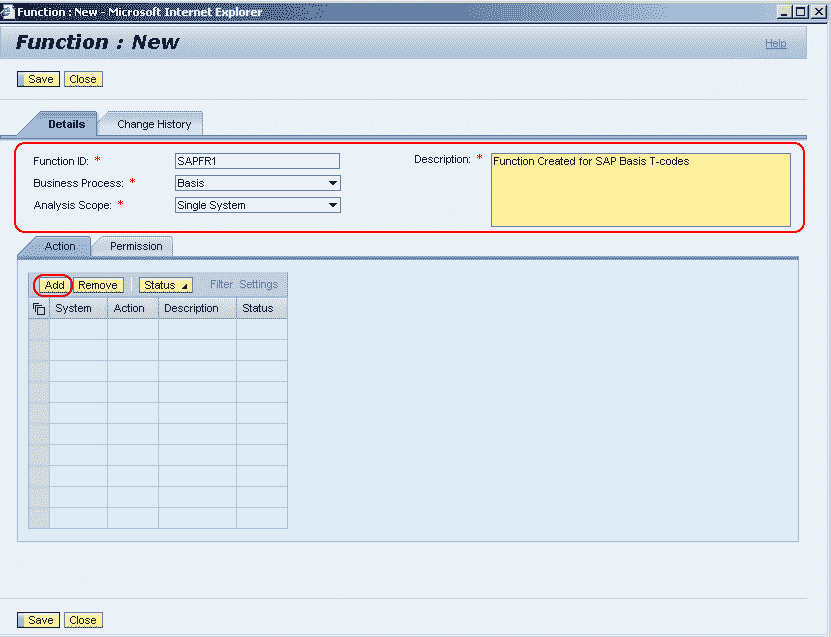 Function : New - Microsoft Internet Explorer
Function : New
Help
Save Close
Details Change History
Function ID: * SAPFR1 Description: * Function Created for SAP Basis T-codes
Business Process: * Basis
Analysis Scope: * Single System
Action Permission
Add Remove Status Filter Settings
System Action Description Status
Save Close